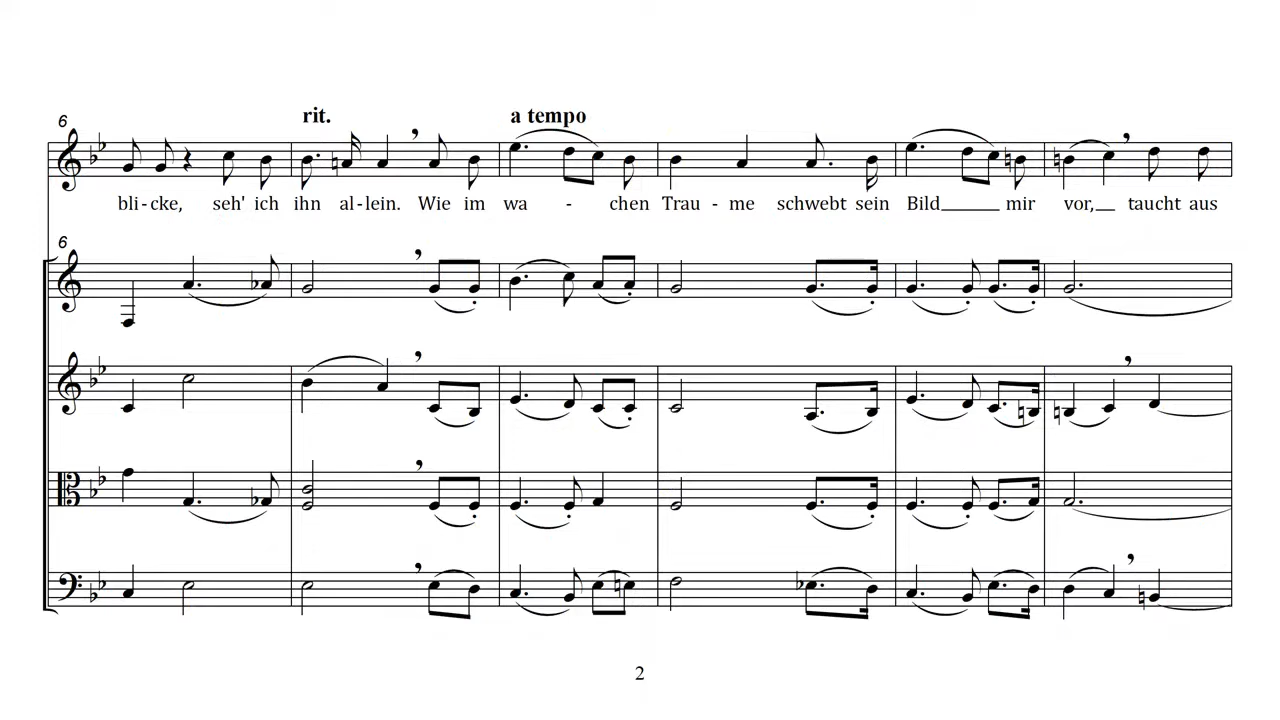 6
rit.
a tempo
bli-cke, seh' ich ihn al-lein. Wie im wa - chen Trau - me schwebt sein Bild mir vor, taucht aus
6
2